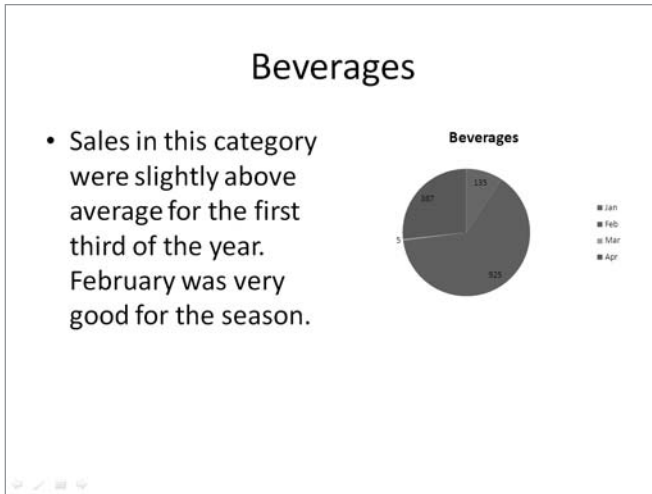 Beverages
• Sales in this category
were slightly above
average for the first
third of the year.
February was very
good for the season.
Beverages
135
387
5
925
Jan
Feb
Mar
Apr